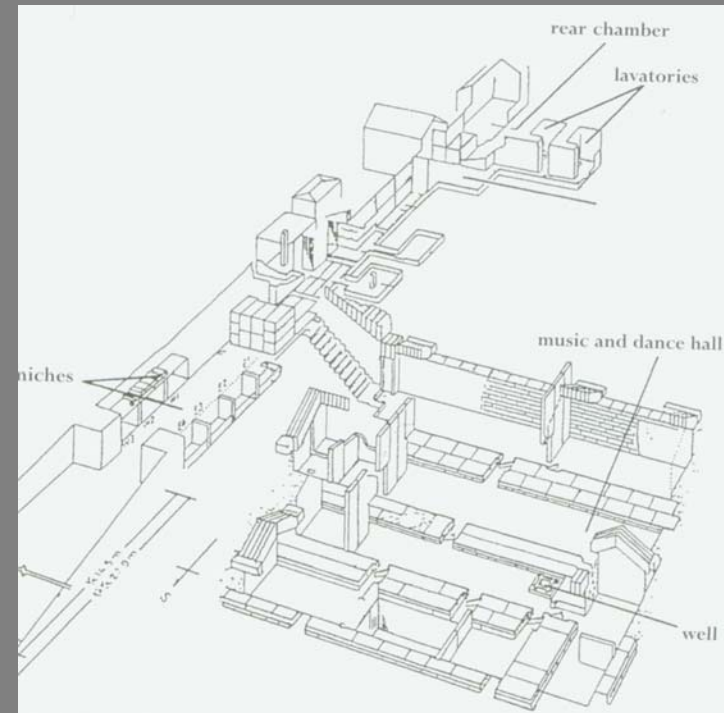 rear chamber
lavatories
music and dance hall
niches
well
S